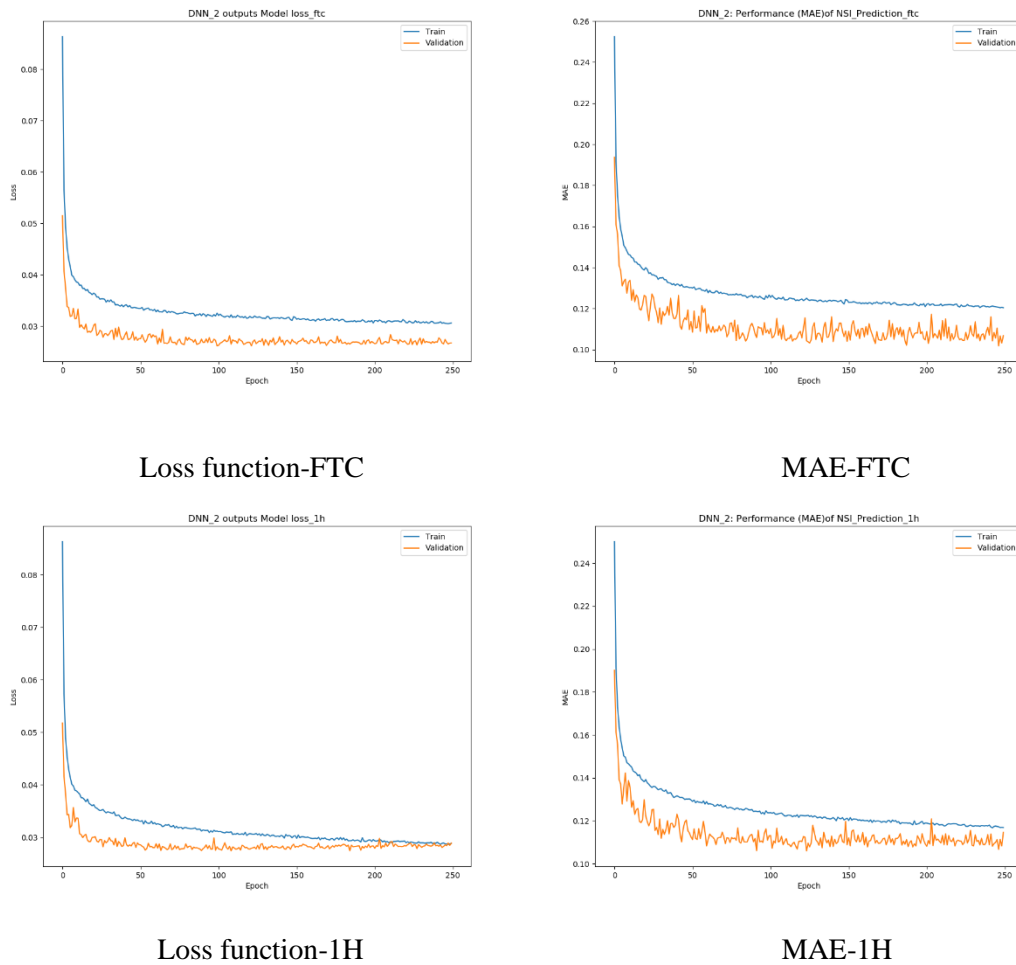 DNN_2 outputs Model loss_ftc
Train
Validation
0.08
0.07
0.06
0.05
0.04
0.03
Loss
0
50
100
150
200
250
Epoch
DNN_2: Performance (MAE)of NSI_Prediction_ftc
Train
Validation
0.26
0.24
0.22
0.20
0.18
0.16
0.14
0.12
0.10
MAE
0
50
100
150
200
250
Epoch
Loss function-FTC
MAE-FTC
DNN_2 outputs Model loss_1h
Train
Validation
0.08
0.07
0.06
0.05
0.04
0.03
Loss
0
50
100
150
200
250
Epoch
DNN_2: Performance (MAE)of NSI_Prediction_1h
Train
Validation
0.24
0.22
0.20
0.18
0.16
0.14
0.12
0.10
MAE
0
50
100
150
200
250
Epoch
Loss function-1H
MAE-1H